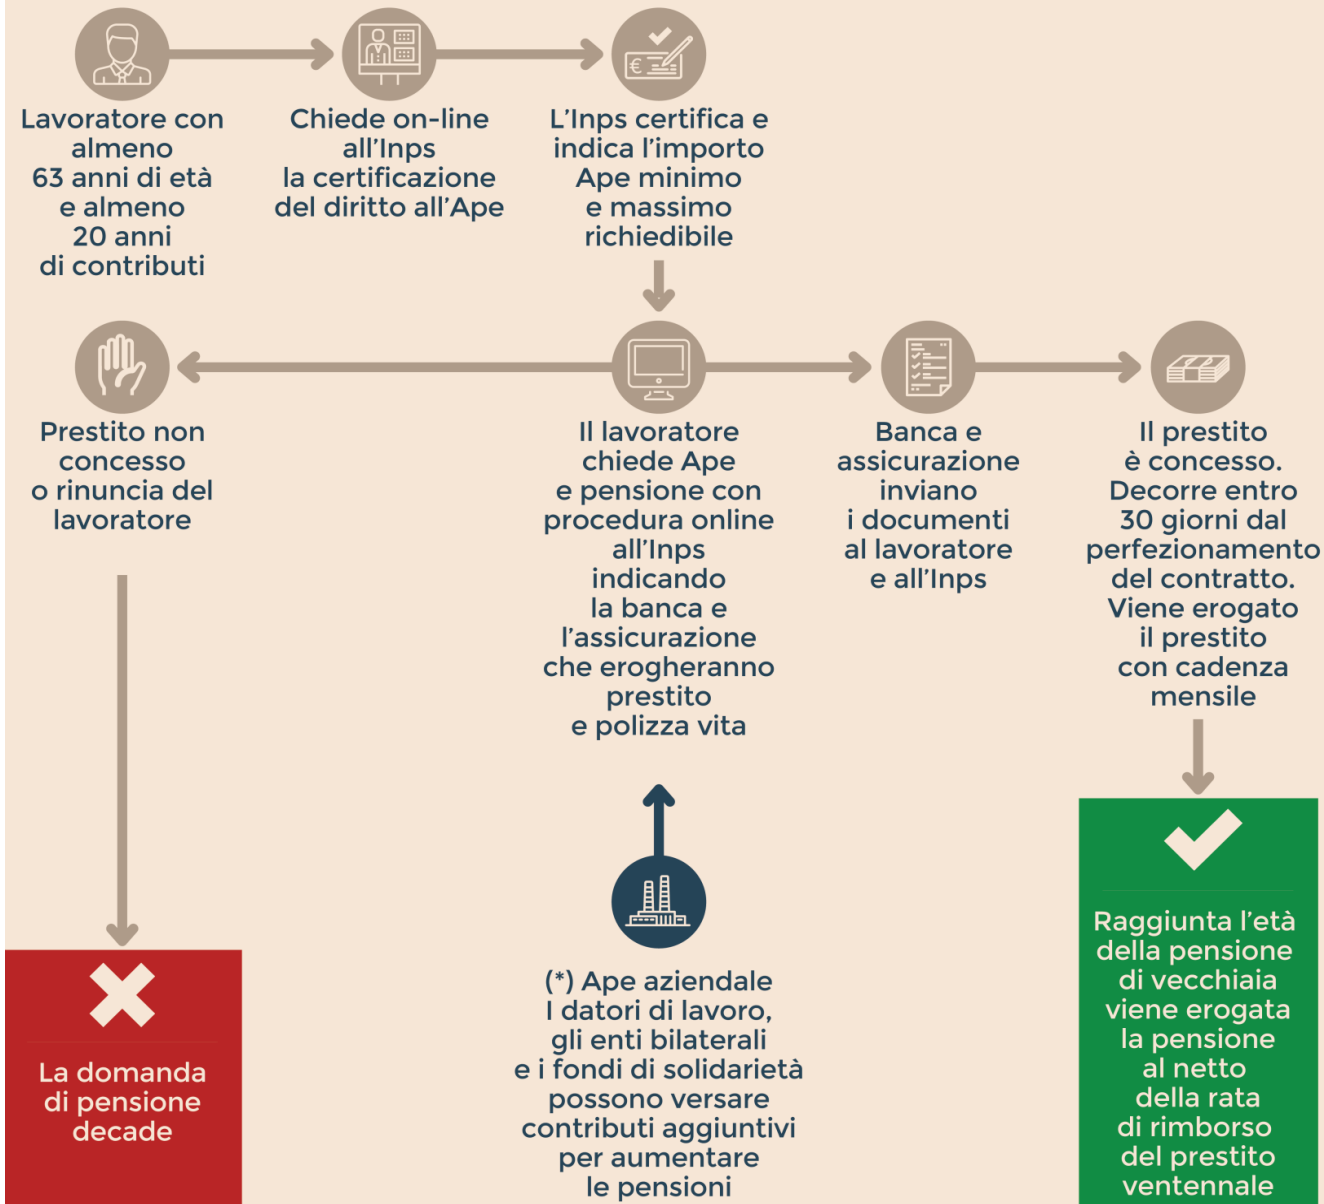 Lavoratore con
almeno
63 anni di età
e almeno
20 anni
di contributi
Chiede on-line
all'Inps
la certificazione
del diritto all'Ape
L'Inps certifica e
indica l'importo
Ape minimo
e massimo
richiedibile
Prestito non
concesso
o rinuncia del
lavoratore
Il lavoratore
chiede Ape
e pensione con
procedura online
all'Inps
indicando
la banca e
l'assicurazione
che erogheranno
prestito
e polizza vita
Banca e
assicurazione
inviano
i documenti
al lavoratore
e all'Inps
Il prestito
è concesso.
Decorre entro
30 giorni dal
perfezionamento
del contratto.
Viene erogato
il prestito
con cadenza
mensile
La domanda
di pensione
decade
(*) Ape aziendale
I datori di lavoro,
gli enti bilaterali
e i fondi di solidarietà
possono versare
contributi aggiuntivi
per aumentare
le pensioni
Raggiunta l'età
della pensione
di vecchiaia
viene erogata
la pensione
al netto
della rata
di rimborso
del prestito
ventennale